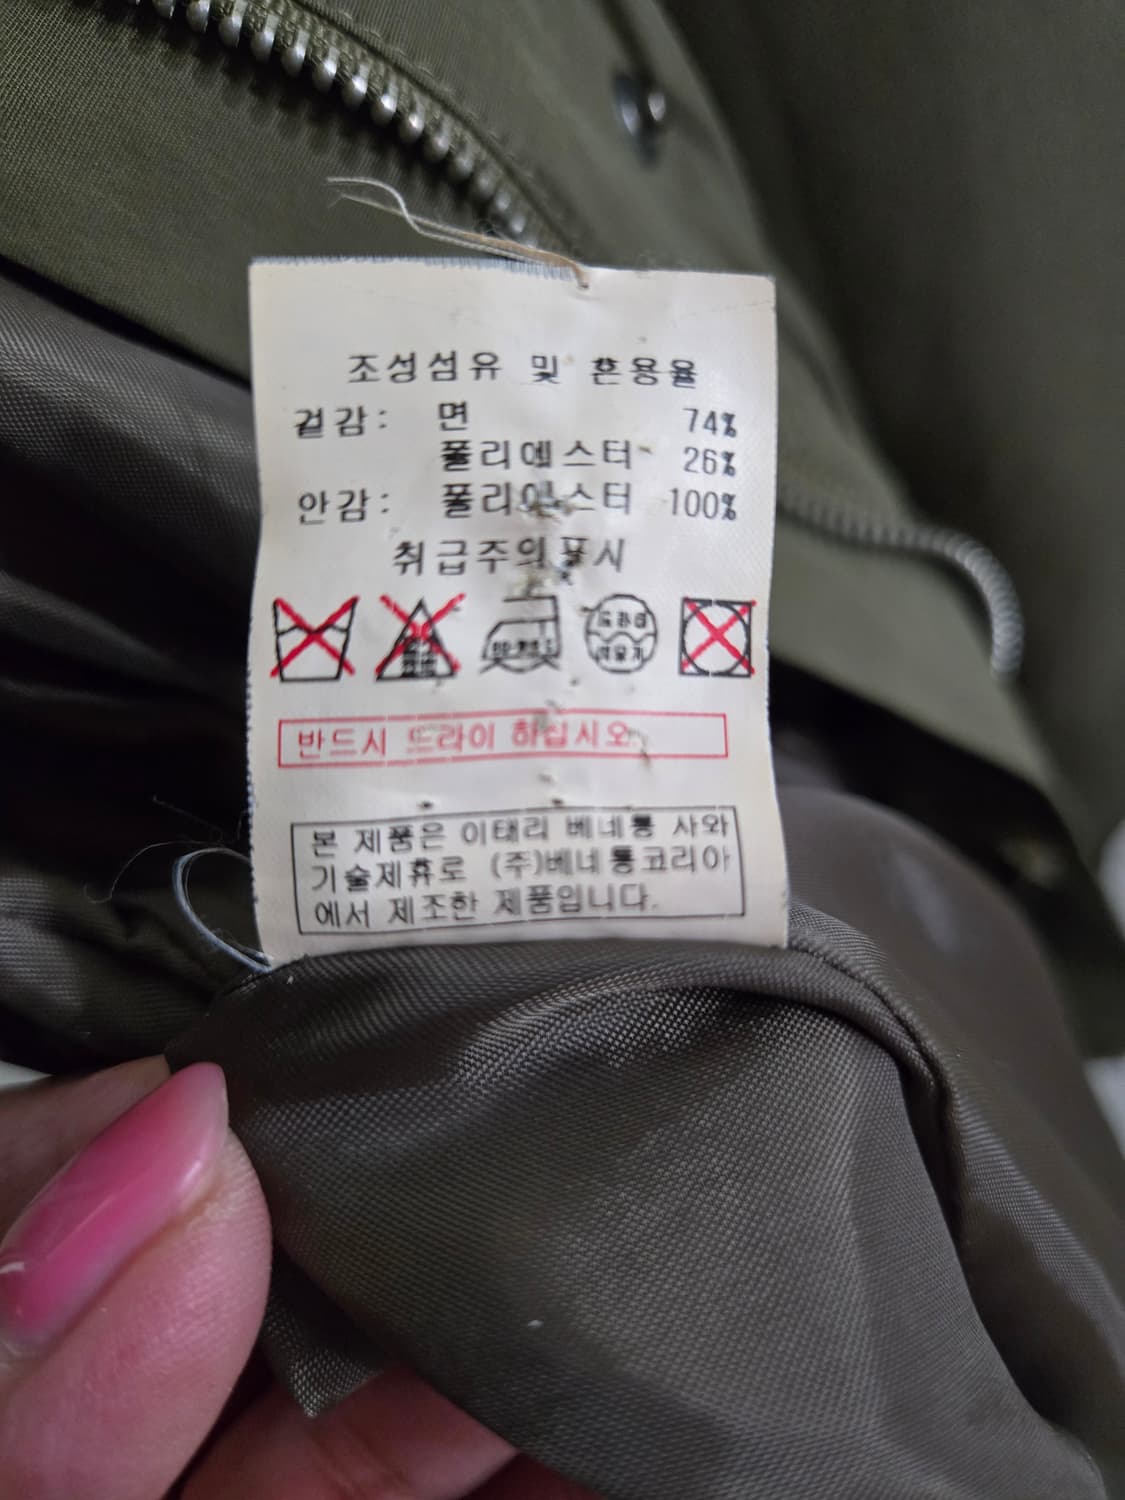 조성섬유 및 혼용율
겉감: 면 74%
폴리에스터 26%
안감: 폴리에스터 100%
취급주의표시
드라이
반드시 드라이 하십시오.
본 제품은 이태리 베네통 사와
기술제휴로 (주)베네통코리아
에서 제조한 제품입니다.